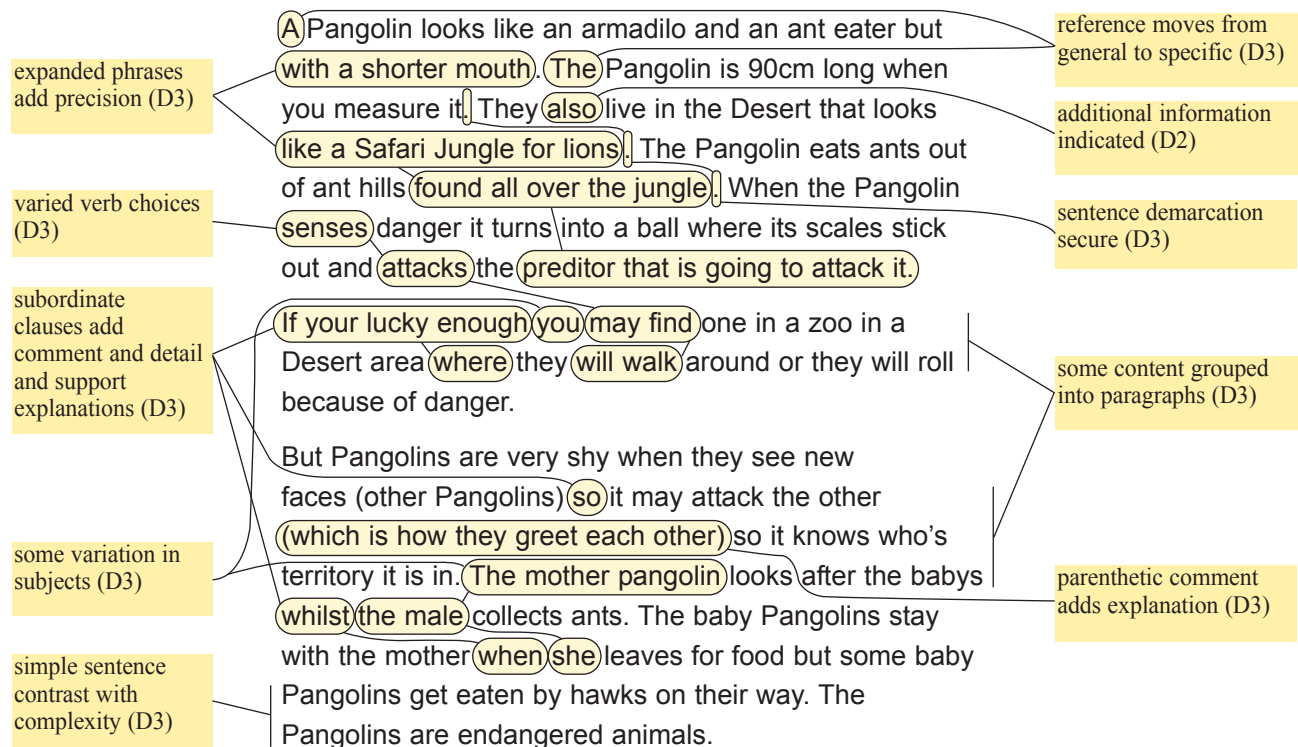 A Pangolin looks like an armadilo and an ant eater but
with a shorter mouth. The Pangolin is 90cm long when
you measure it. They also live in the Desert that looks
like a Safari Jungle for lions. The Pangolin eats ants out
of ant hills found all over the jungle. When the Pangolin
senses danger it turns into a ball where its scales stick
out and attacks the preditor that is going to attack it.
If your lucky enough you may find one in a zoo in a
Desert area where they will walk around or they will roll
because of danger.
But Pangolins are very shy when they see new
faces (other Pangolins) so it may attack the other
(which is how they greet each other) so it knows who's
territory it is in. The mother pangolin looks after the babys
whilst the male collects ants. The baby Pangolins stay
with the mother when she leaves for food but some baby
Pangolins get eaten by hawks on their way. The
Pangolins are endangered animals.
expanded phrases
add precision (D3)
varied verb choices
(D3)
subordinate
clauses add
comment and detail
and support
explanations (D3)
some variation in
subjects (D3)
simple sentence
contrast with
complexity (D3)
reference moves from
general to specific (D3)
additional information
indicated (D2)
sentence demarcation
secure (D3)
some content grouped
into paragraphs (D3)
parenthetic comment
adds explanation (D3)